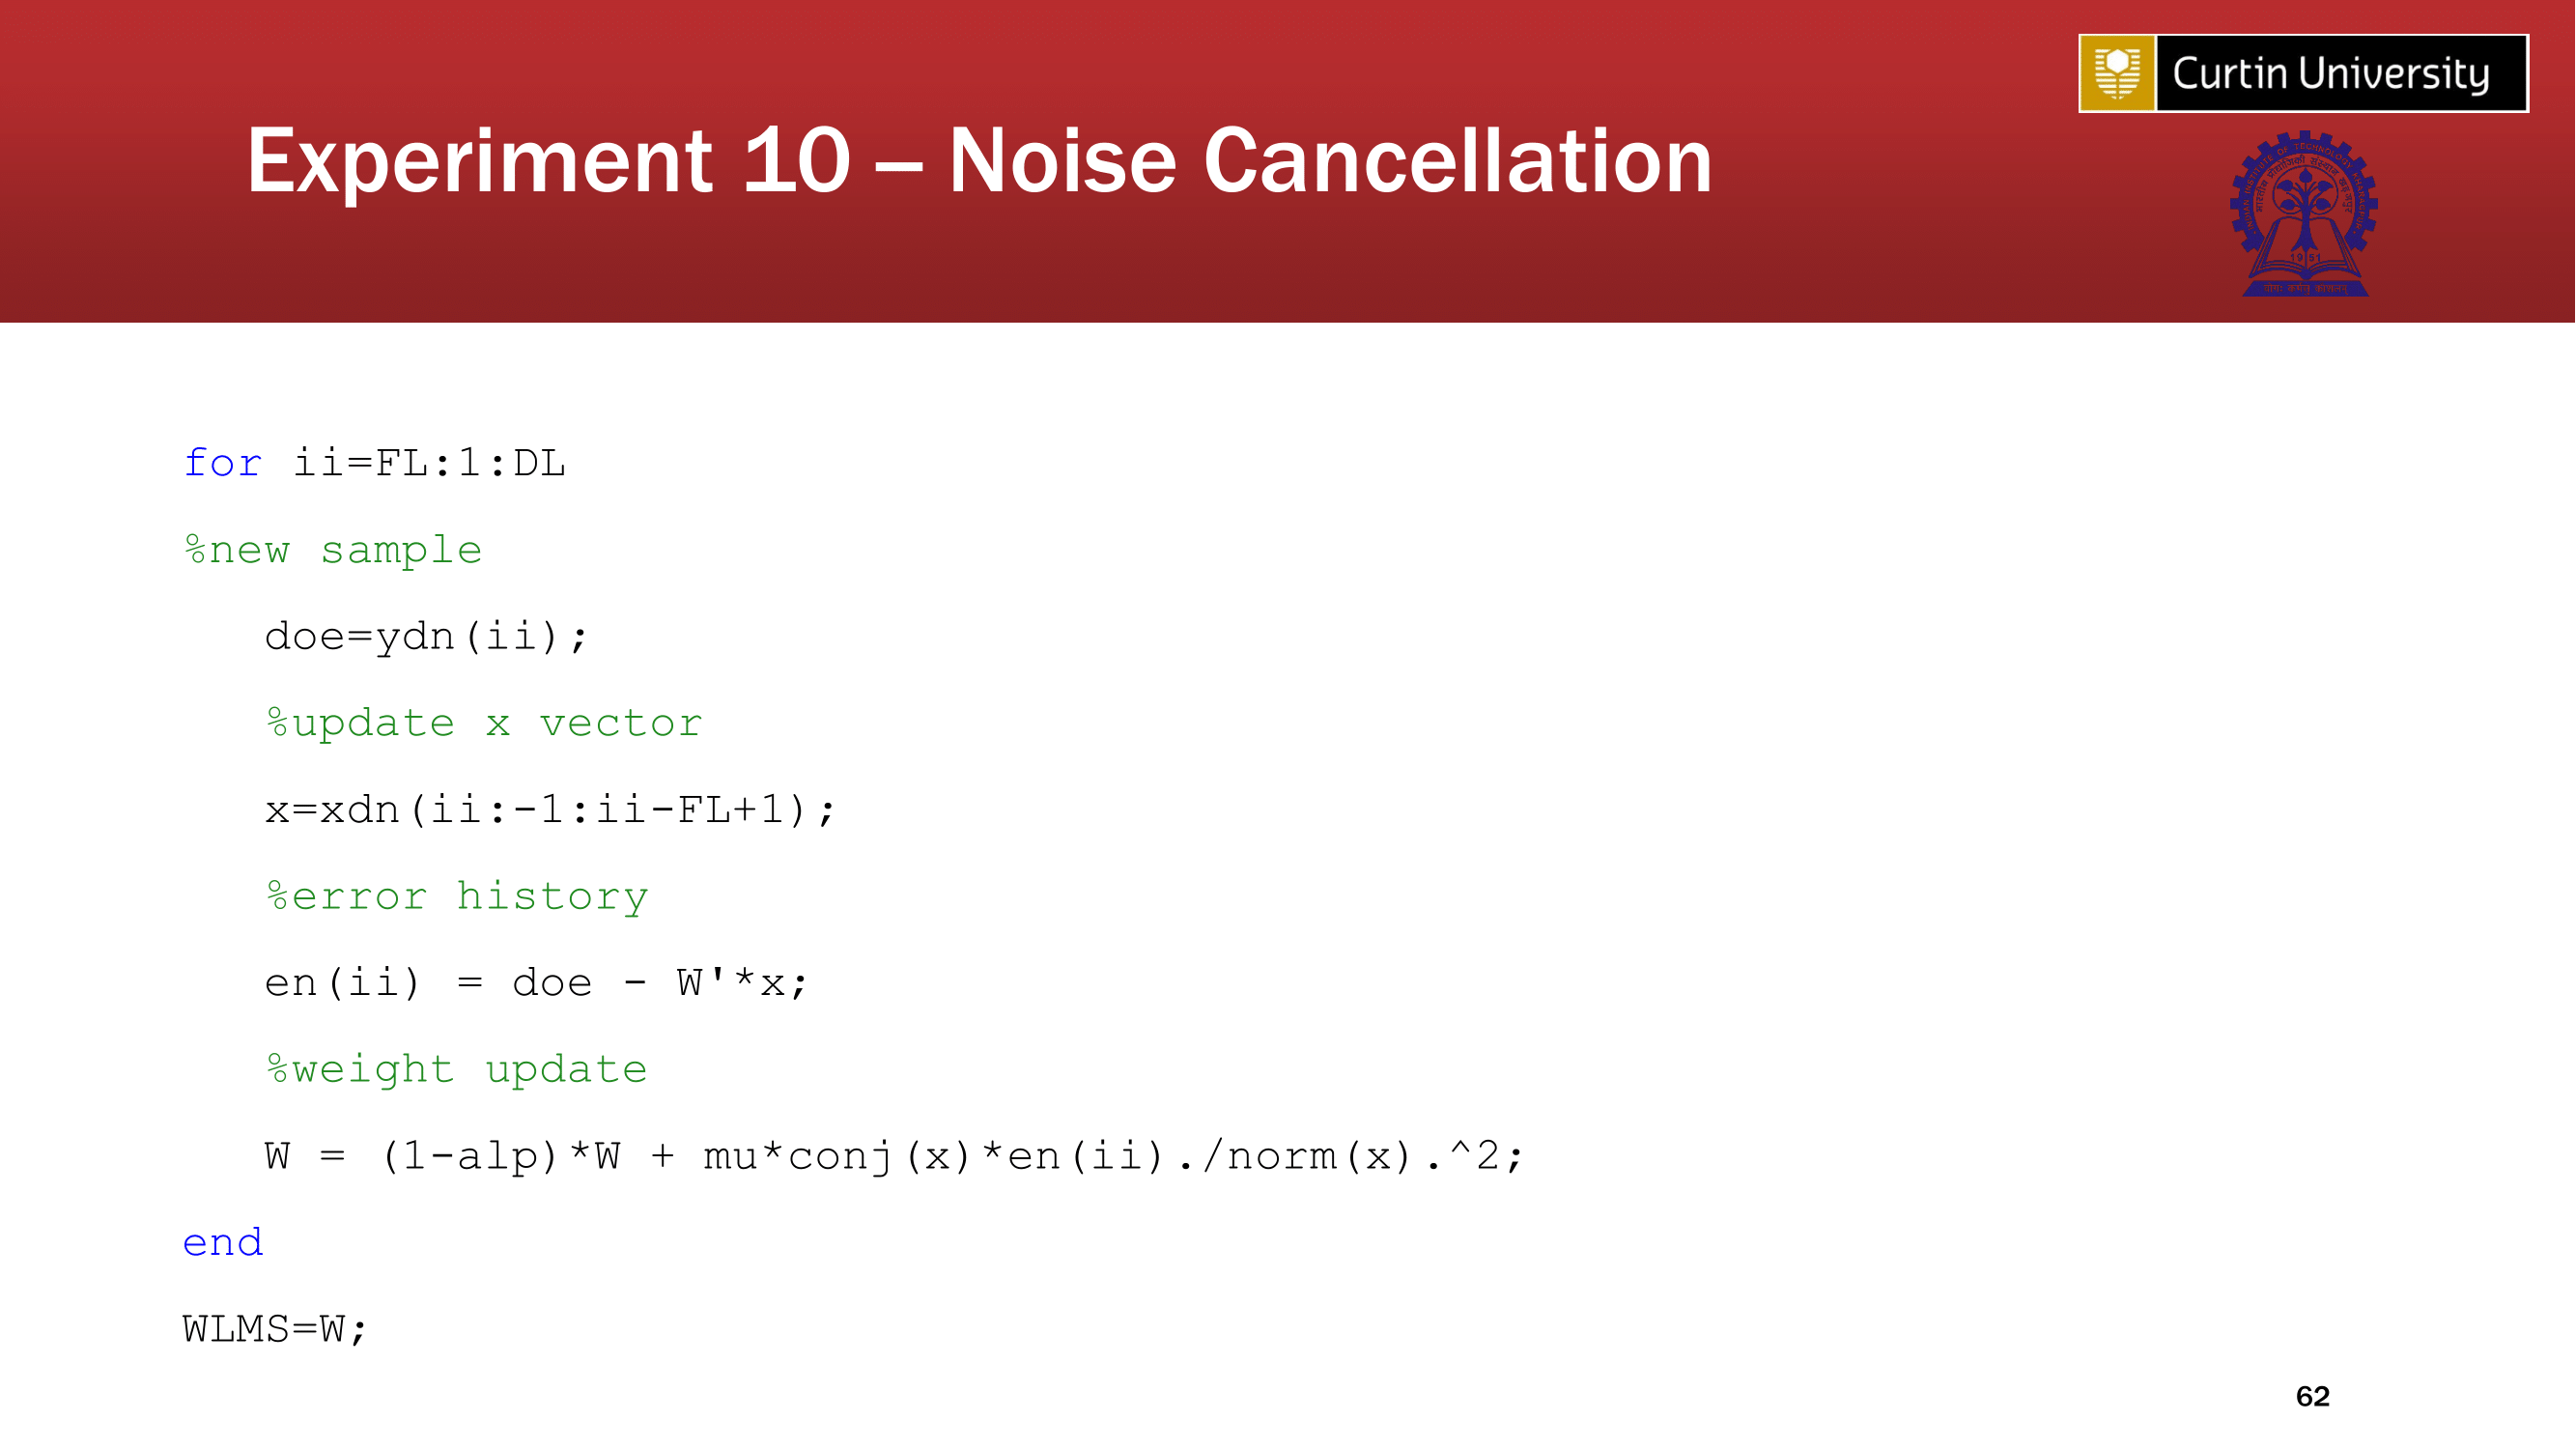 Curtin University
Experiment 10 – Noise Cancellation
1951
for ii=FL:1:DL
%new sample
doe=ydn(ii);
%update x vector
x=xdn(ii:-1:ii-FL+1);
%error history
en(ii) = doe - W'*x;
%weight update
W = (1-alp)*W + mu*conj(x)*en(ii)./norm(x).^2;
end
WLMS=W;
62